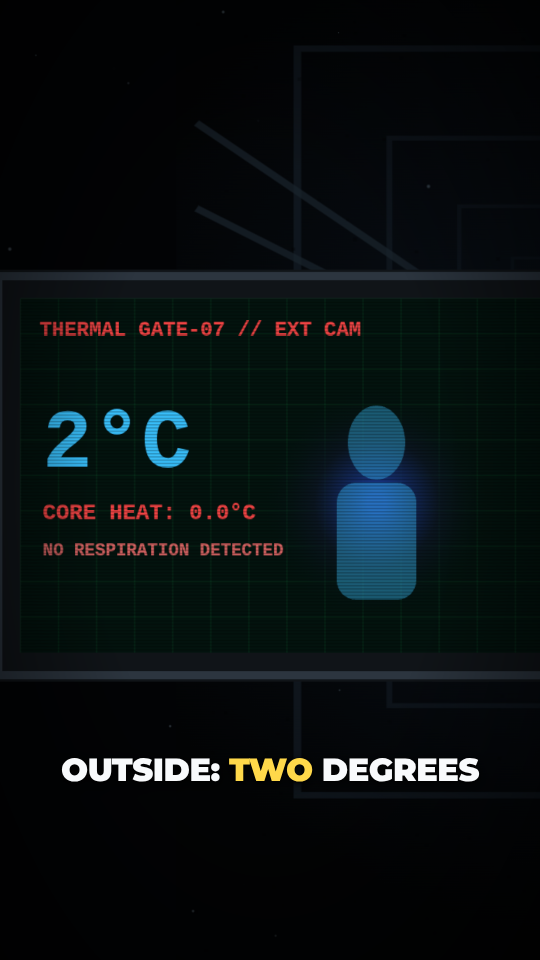 THERMAL GATE-07 // EXT CAM
2°C
CORE HEAT: 0.0°C
NO RESPIRATION DETECTED
OUTSIDE: TWO DEGREES